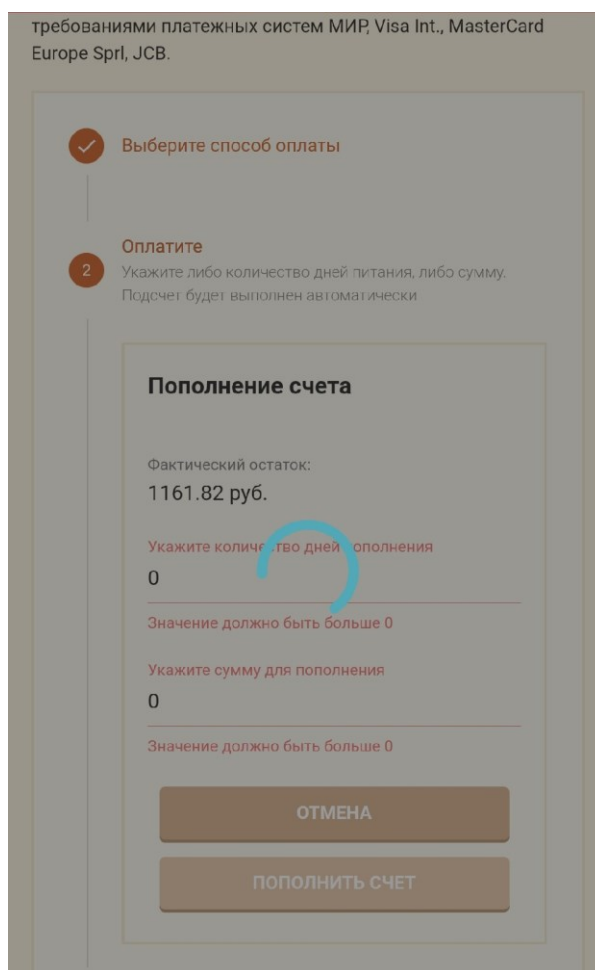 требованиями платежных систем МИР, Visa Int., MasterCard
Europe Sprl, JCB.
Выберите способ оплаты
Оплатите
2
Укажите либо количество дней питания, либо сумму.
Подсчет будет выполнен автоматически
Пополнение счета
Фактический остаток:
1161.82 руб.
Укажите количество дней пополнения
0
Значение должно быть больше 0
Укажите сумму для пополнения
0
Значение должно быть больше 0
ОТМЕНА
ПОПОЛНИТЬ СЧЕТ